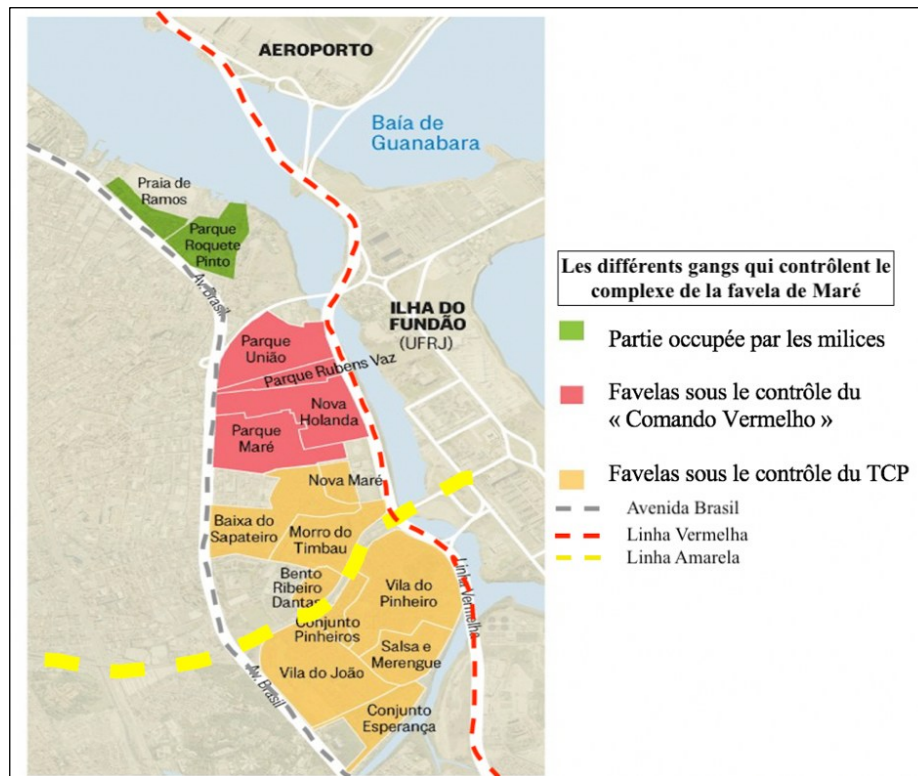 AEROPORTO
Baía de
Guanabara
Praia de
Ramos
Parque
Roquete
Pinto
Av. Brasil
ILHA DO
FUNDÃO
(UFRJ)
Parque
União
Parque Rubens Vaz
Nova
Holanda
Parque
Maré
Nova Maré
Baixa do
Sapateiro
Morro do
Timbau
Bento
Ribeiro
Dantas
Vila do
Pinheiro
Linha Vermelha
Conjunto
Pinheiros
Salsa e
Merengue
Vila do João
Av. Brasil
Conjunto
Esperança
Les différents gangs qui contrôlent le
complexe de la favela de Maré
Partie occupée par les milices
Favelas sous le contrôle du
« Comando Vermelho »
Favelas sous le contrôle du TCP
Avenida Brasil
Linha Vermelha
Linha Amarela